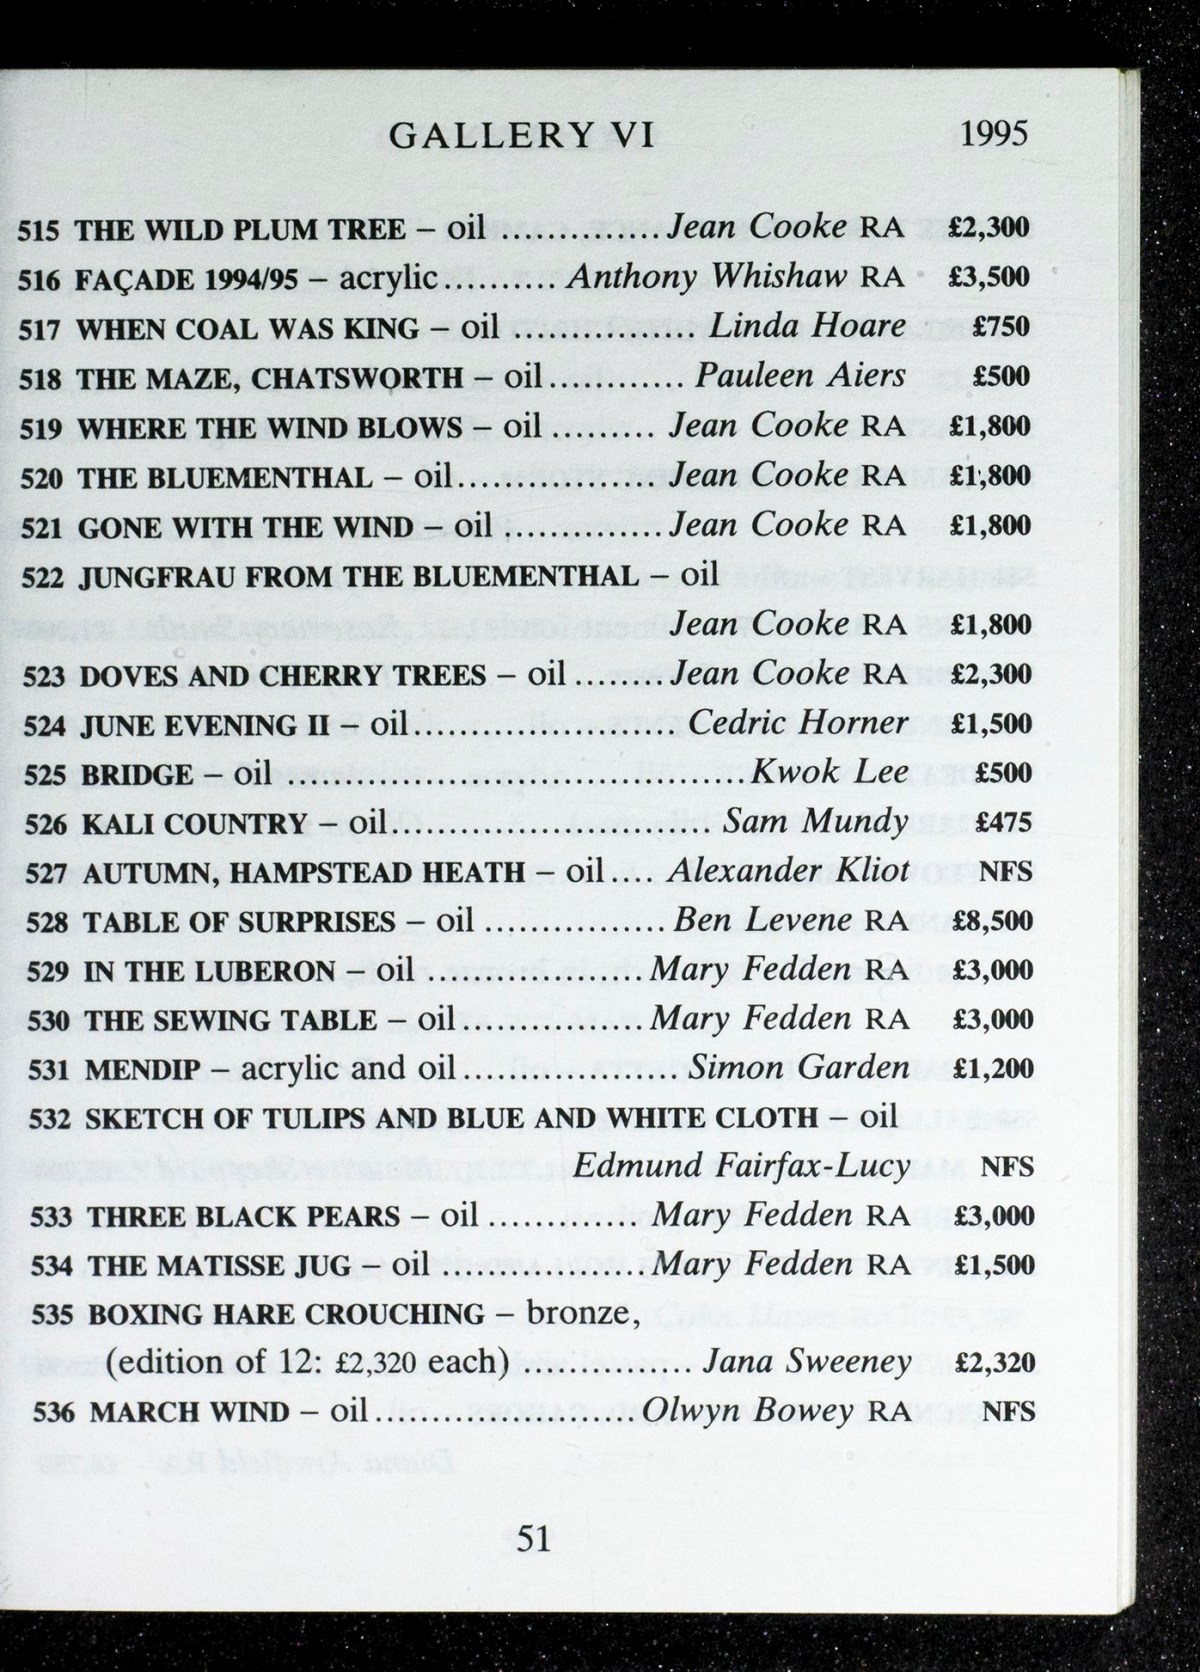 GALLERY VI 1995
515 THE WILD PLUM TREE – oil ..............Jean Cooke RA £2,300
516 FAÇADE 1994/95 – acrylic.......... Anthony Whishaw RA £3,500
517 WHEN COAL WAS KING – oil ................ Linda Hoare £750
518 THE MAZE, CHATSWORTH – oil............ Pauleen Aiers £500
519 WHERE THE WIND BLOWS – oil ......... Jean Cooke RA £1,800
520 THE BLUEMENTHAL – oil..................Jean Cooke RA £1,800
521 GONE WITH THE WIND – oil ..............Jean Cooke RA £1,800
522 JUNGFRAU FROM THE BLUEMENTHAL – oil
Jean Cooke RA £1,800
523 DOVES AND CHERRY TREES – oil ........Jean Cooke RA £2,300
524 JUNE EVENING II – oil........................ Cedric Horner £1,500
525 BRIDGE – oil ...........................................Kwok Lee £500
526 KALI COUNTRY – oil............................. Sam Mundy £475
527 AUTUMN, HAMPSTEAD HEATH – oil .... Alexander Kliot NFS
528 TABLE OF SURPRISES – oil ................ Ben Levene RA £8,500
529 IN THE LUBERON – oil ................... Mary Fedden RA £3,000
530 THE SEWING TABLE – oil................ Mary Fedden RA £3,000
531 MENDIP – acrylic and oil.................... Simon Garden £1,200
532 SKETCH OF TULIPS AND BLUE AND WHITE CLOTH – oil
Edmund Fairfax-Lucy NFS
533 THREE BLACK PEARS – oil ............. Mary Fedden RA £3,000
534 THE MATISSE JUG – oil ..................Mary Fedden RA £1,500
535 BOXING HARE CROUCHING – bronze,
(edition of 12: £2,320 each) ............... Jana Sweeney £2,320
536 MARCH WIND – oil.......................Olwyn Bowey RA NFS
51